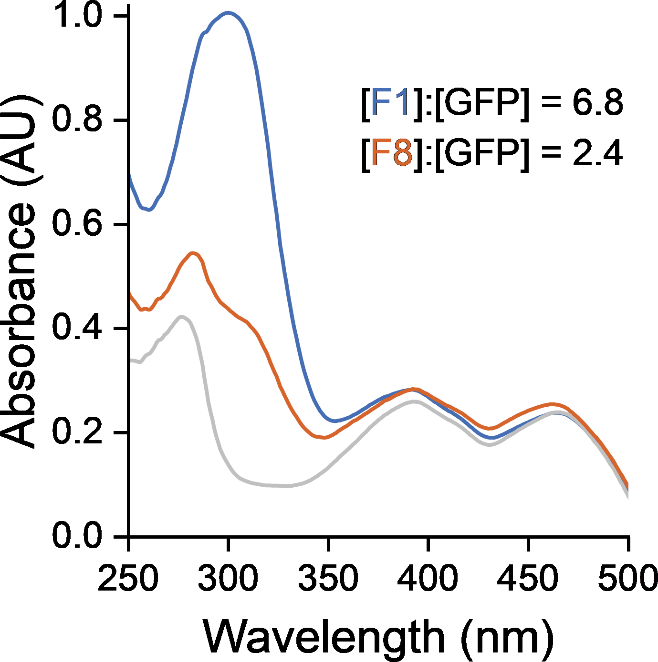 1.0
0.8
0.6
0.4
0.2
0.0
Absorbance (AU)
[F1]:[GFP] = 6.8
[F8]:[GFP] = 2.4
250 300 350 400 450 500
Wavelength (nm)